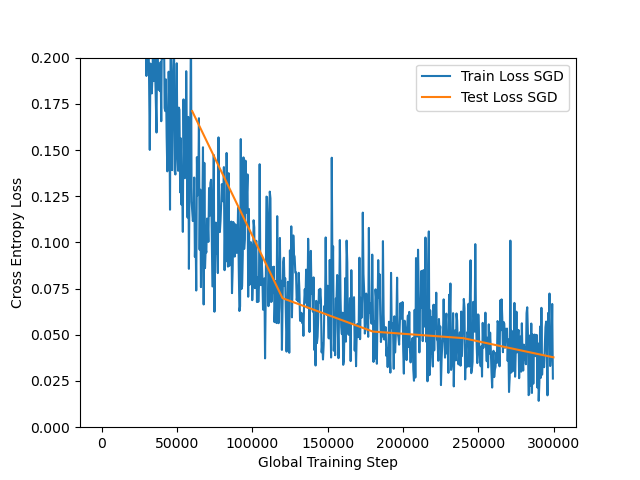 0.200
0.175
0.150
0.125
0.100
0.075
0.050
0.025
0.000
Cross Entropy Loss
Train Loss SGD
Test Loss SGD
0 50000 100000 150000 200000 250000 300000
Global Training Step